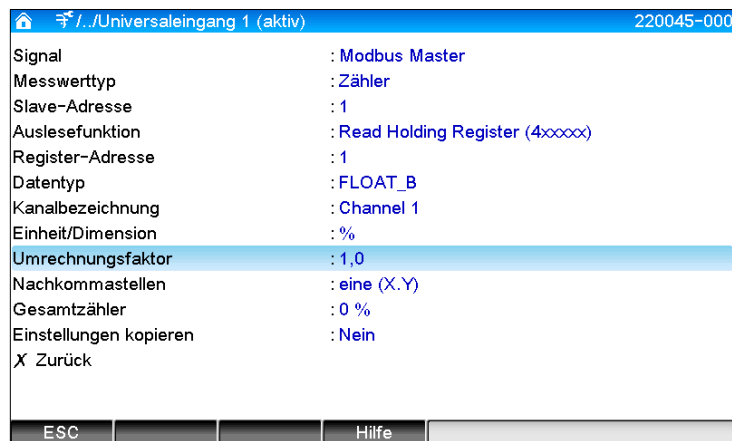 /../Universaleingang 1 (aktiv) 220045-000
Signal : Modbus Master
Messwerttyp : Zähler
Slave-Adresse : 1
Auslesefunktion : Read Holding Register (4xxxxx)
Register-Adresse : 1
Datentyp : FLOAT_B
Kanalbezeichnung : Channel 1
Einheit/Dimension : %
Umrechnungsfaktor : 1,0
Nachkommastellen : eine (X.Y)
Gesamtzähler : 0 %
Einstellungen kopieren : Nein
X Zurück
ESC Hilfe